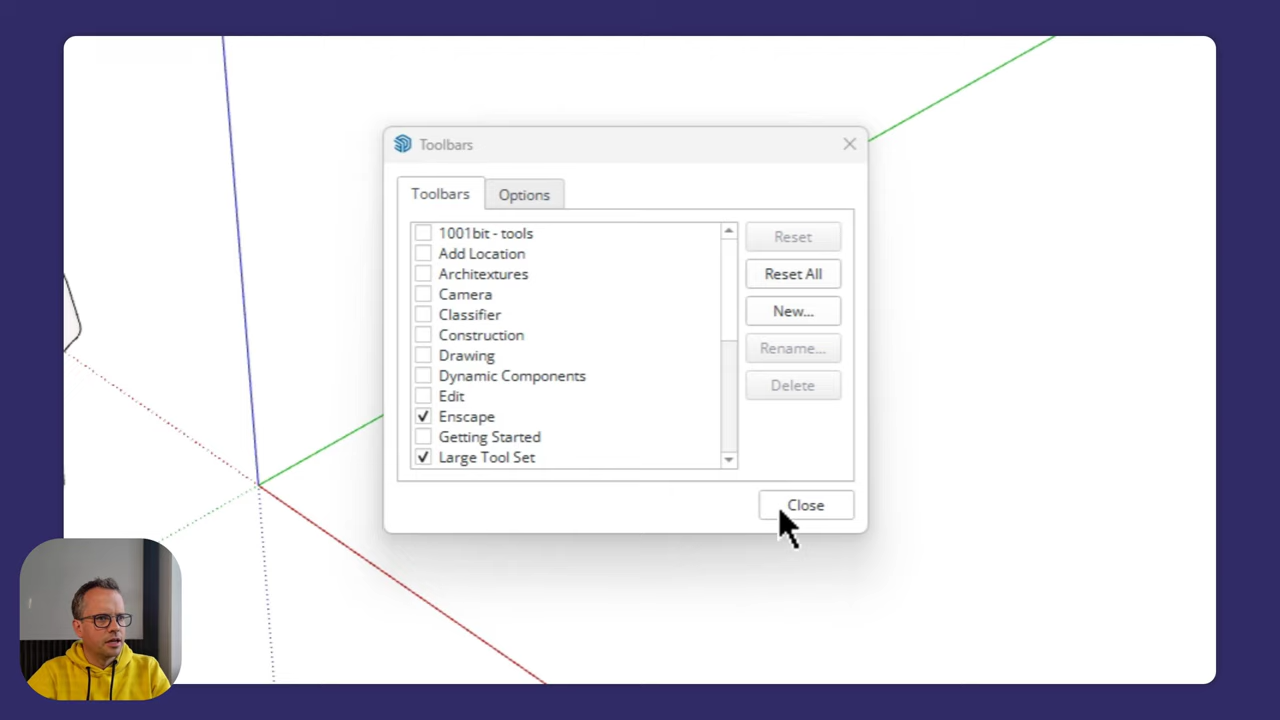 Toolbars
Toolbars
Options
1001bit - tools
Add Location
Architextures
Camera
Classifier
Construction
Drawing
Dynamic Components
Edit
Enscape
Getting Started
Large Tool Set
Reset
Reset All
New...
Rename...
Delete
Close